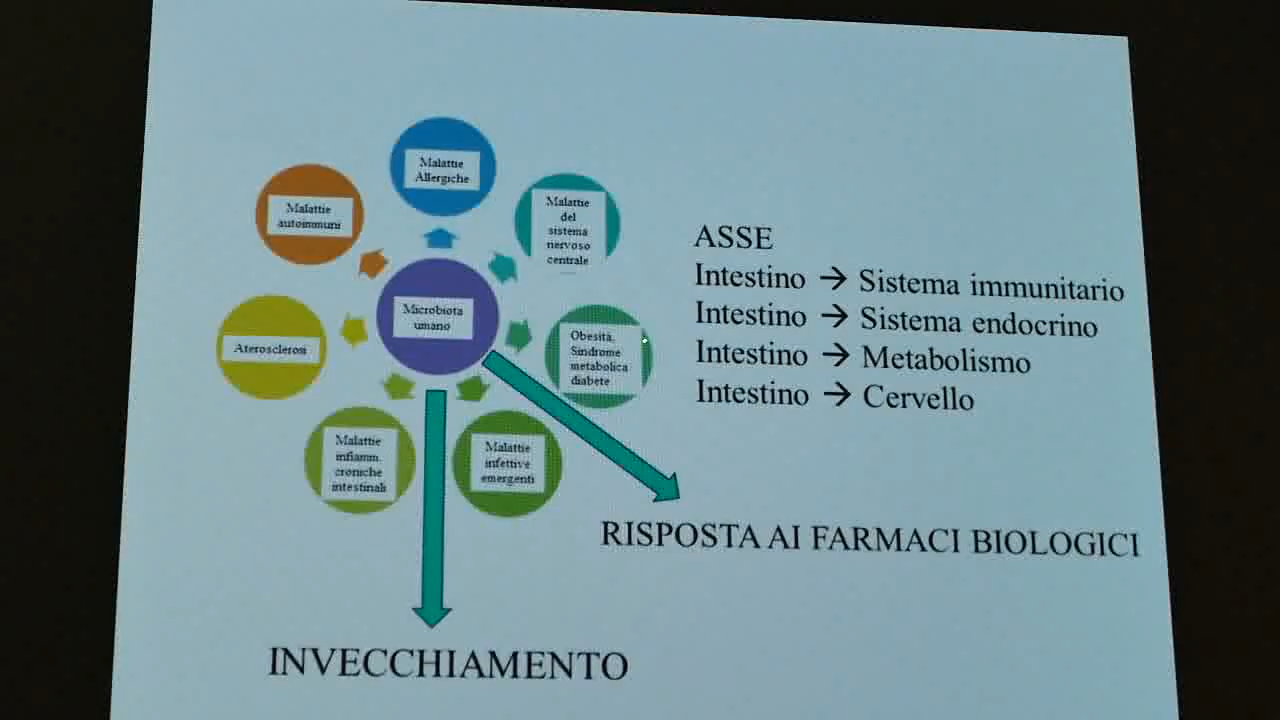 Malattie
Allergiche
Malattie
autoimmuni
Malattie
del
sistema
nervoso
centrale
Microbiota
umano
Aterosclerosi
Obesità,
Sindrome
metabolica
diabete
Malattie
infiamm.
croniche
intestinali
Malattie
infettive
emergenti
ASSE
Intestino → Sistema immunitario
Intestino → Sistema endocrino
Intestino → Metabolismo
Intestino → Cervello
RISPOSTA AI FARMACI BIOLOGICI
INVECCHIAMENTO